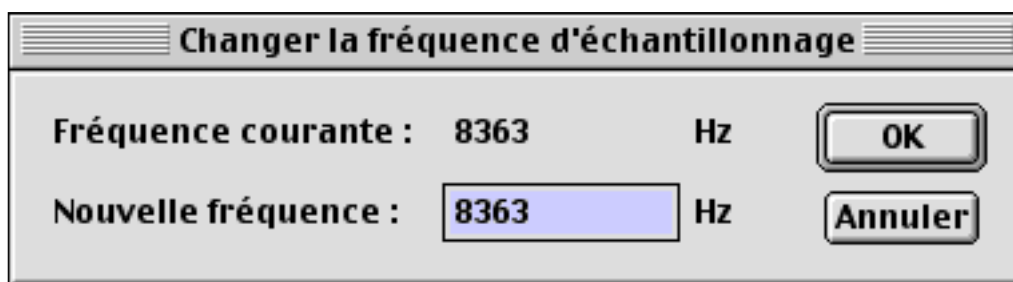 Changer la fréquence d'échantillonnage
Fréquence courante : 8363 Hz OK
Nouvelle fréquence : 8363 Hz Annuler